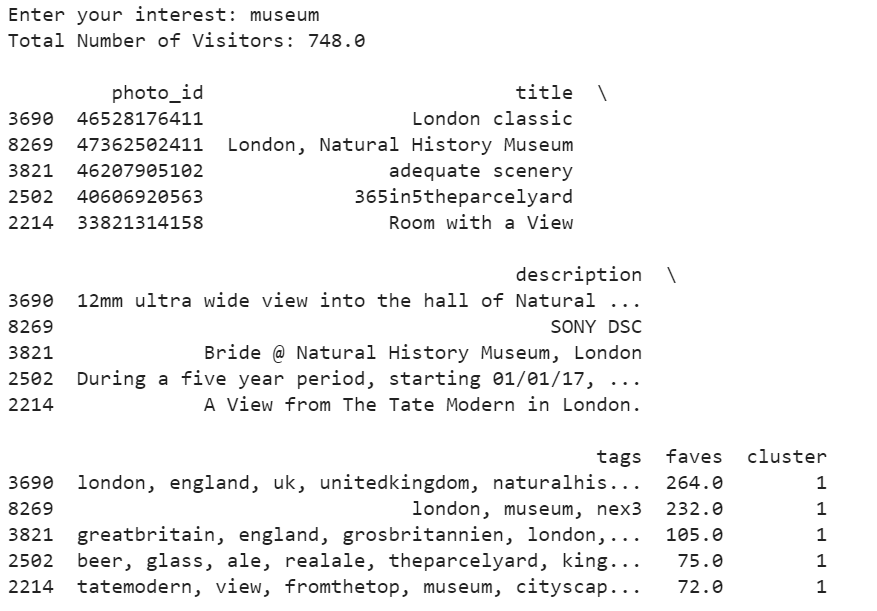 Enter your interest: museum
Total Number of Visitors: 748.0
photo_id title \
3690 46528176411 London classic
8269 47362502411 London, Natural History Museum
3821 46207905102 adequate scenery
2502 40606920563 365in5theparcelyard
2214 33821314158 Room with a View
description \
3690 12mm ultra wide view into the hall of Natural ...
8269 SONY DSC
3821 Bride @ Natural History Museum, London
2502 During a five year period, starting 01/01/17, ...
2214 A View from The Tate Modern in London.
tags faves cluster
3690 london, england, uk, unitedkingdom, naturalhis... 264.0 1
8269 london, museum, nex3 232.0 1
3821 greatbritain, england, grosbritannien, london,... 105.0 1
2502 beer, glass, ale, realale, theparcelyard, king... 75.0 1
2214 tatemodern, view, fromthetop, museum, cityscap... 72.0 1